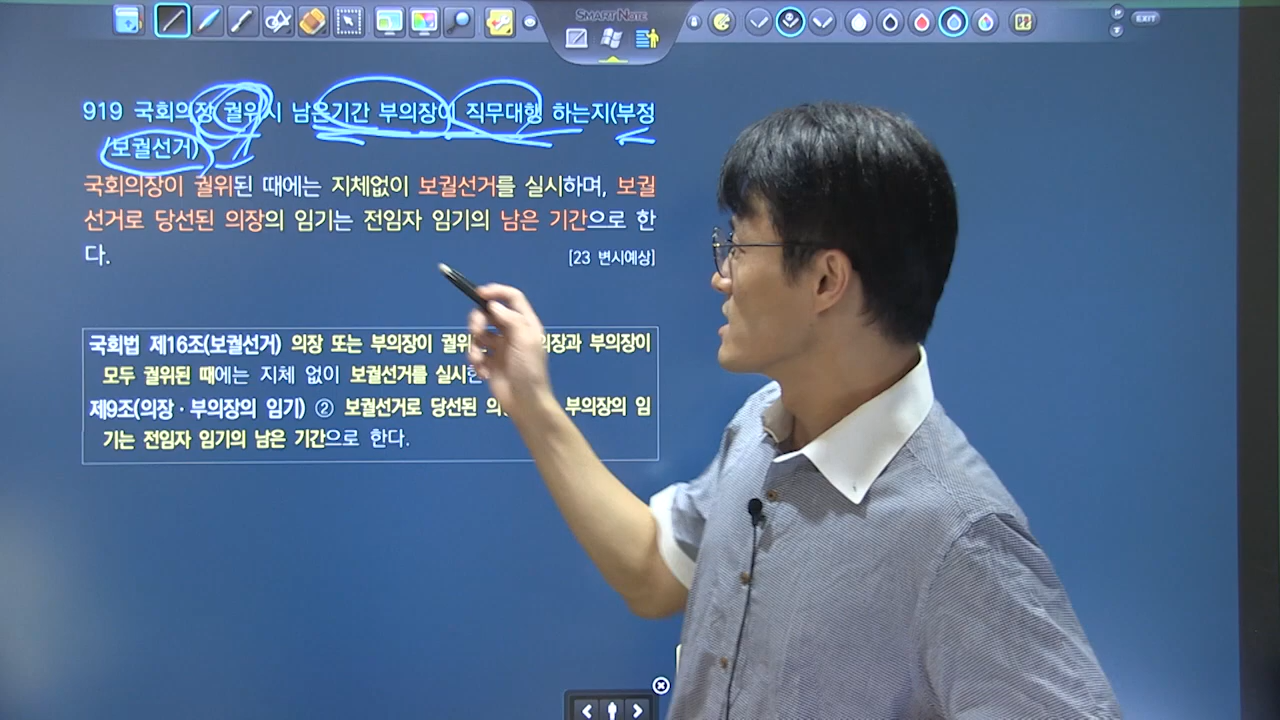 SMARTNOTE
EXIT
919 국회의장 궐위시 남은기간 부의장이 직무대행 하는지(부정
/보궐선거)
국회의장이 궐위된 때에는 지체없이 보궐선거를 실시하며, 보궐
선거로 당선된 의장의 임기는 전임자 임기의 남은 기간으로 한
다.
[23 변시예상]
국회법 제16조(보궐선거) 의장 또는 부의장이 궐위 의장과 부의장이
모두 궐위된 때에는 지체 없이 보궐선거를 실시한
제9조(의장·부의장의 임기) ② 보궐선거로 당선된 의 부의장의 임
기는 전임자 임기의 남은 기간으로 한다.